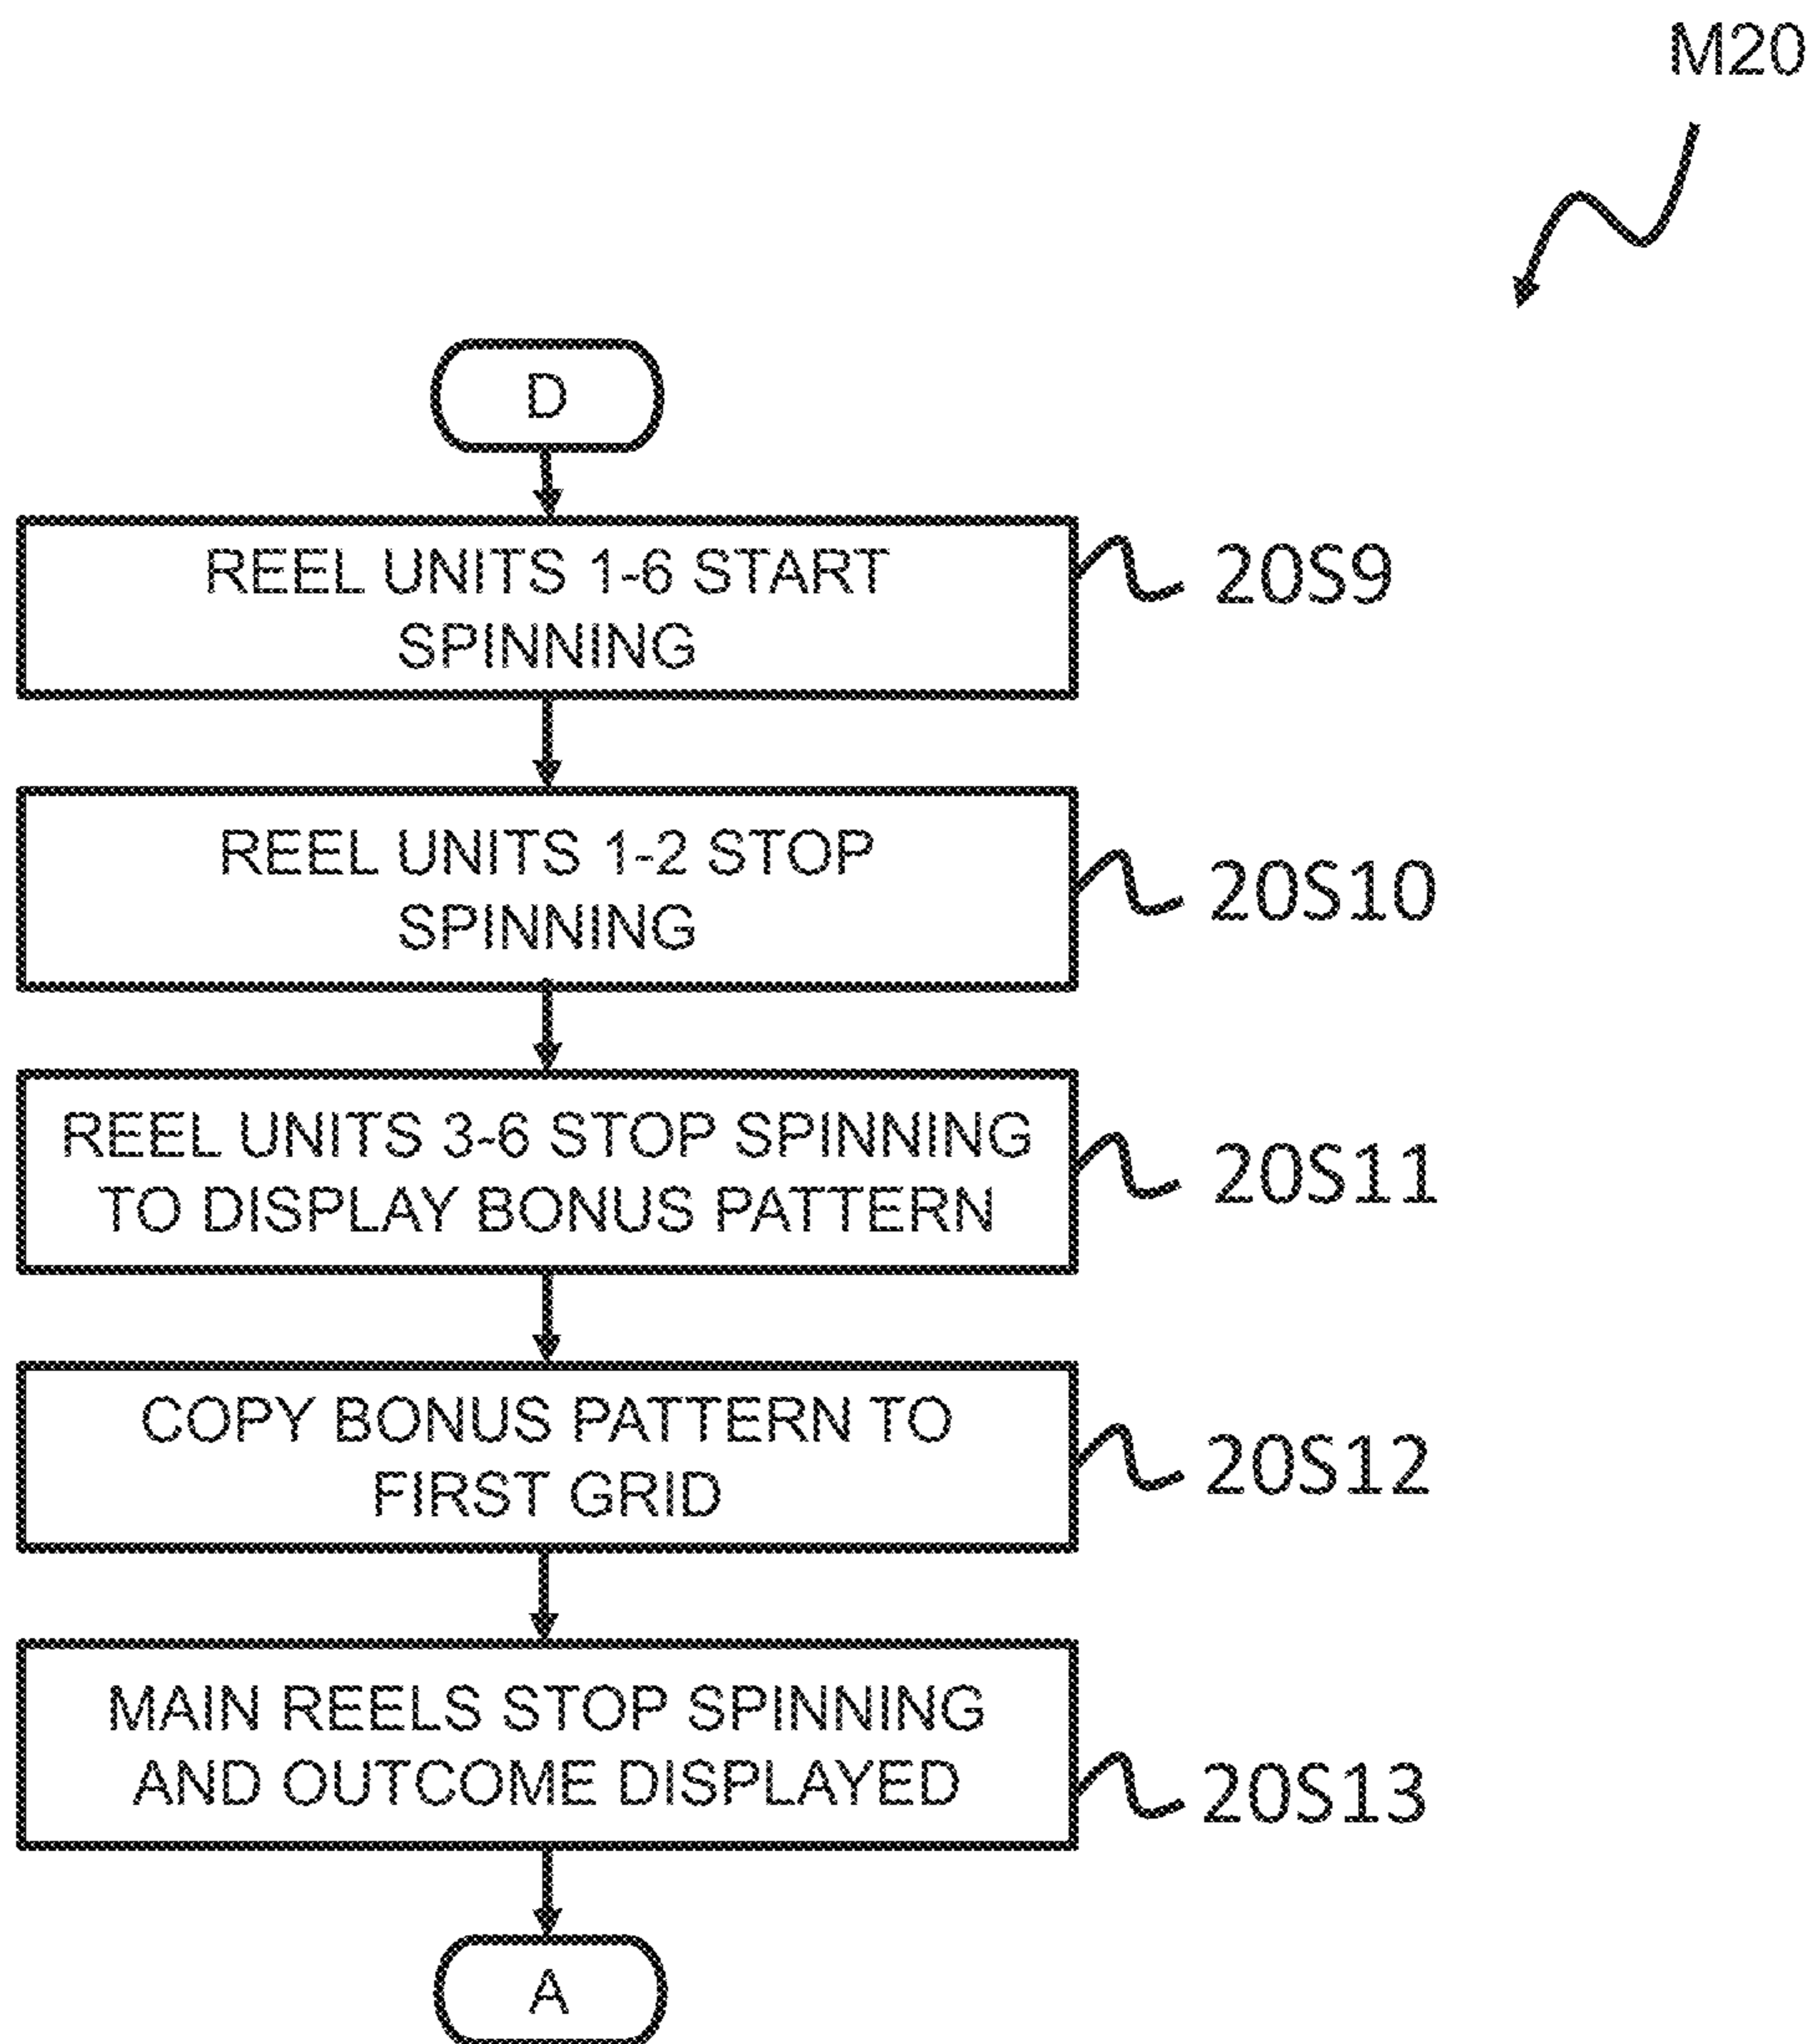 M20
D
REEL UNITS 1-6 START
SPINNING
20S9
REEL UNITS 1-2 STOP
SPINNING
20S10
REEL UNITS 3-6 STOP SPINNING
TO DISPLAY BONUS PATTERN
20S11
COPY BONUS PATTERN TO
FIRST GRID
20S12
MAIN REELS STOP SPINNING
AND OUTCOME DISPLAYED
20S13
A